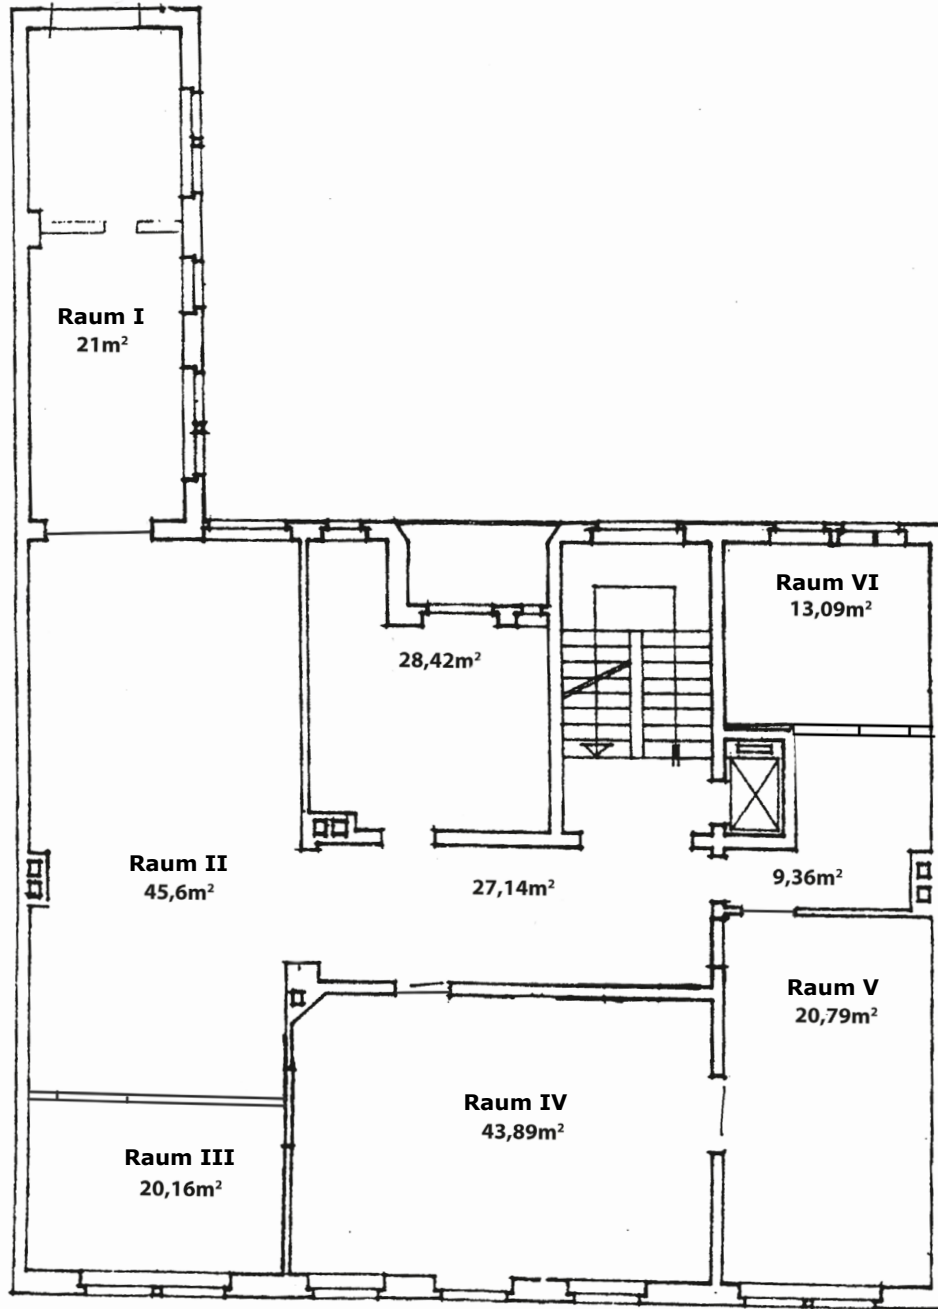 Raum I
21m²
Raum VI
13,09m²
28,42m²
Raum II
45,6m²
27,14m²
9,36m²
Raum V
20,79m²
Raum IV
43,89m²
Raum III
20,16m²